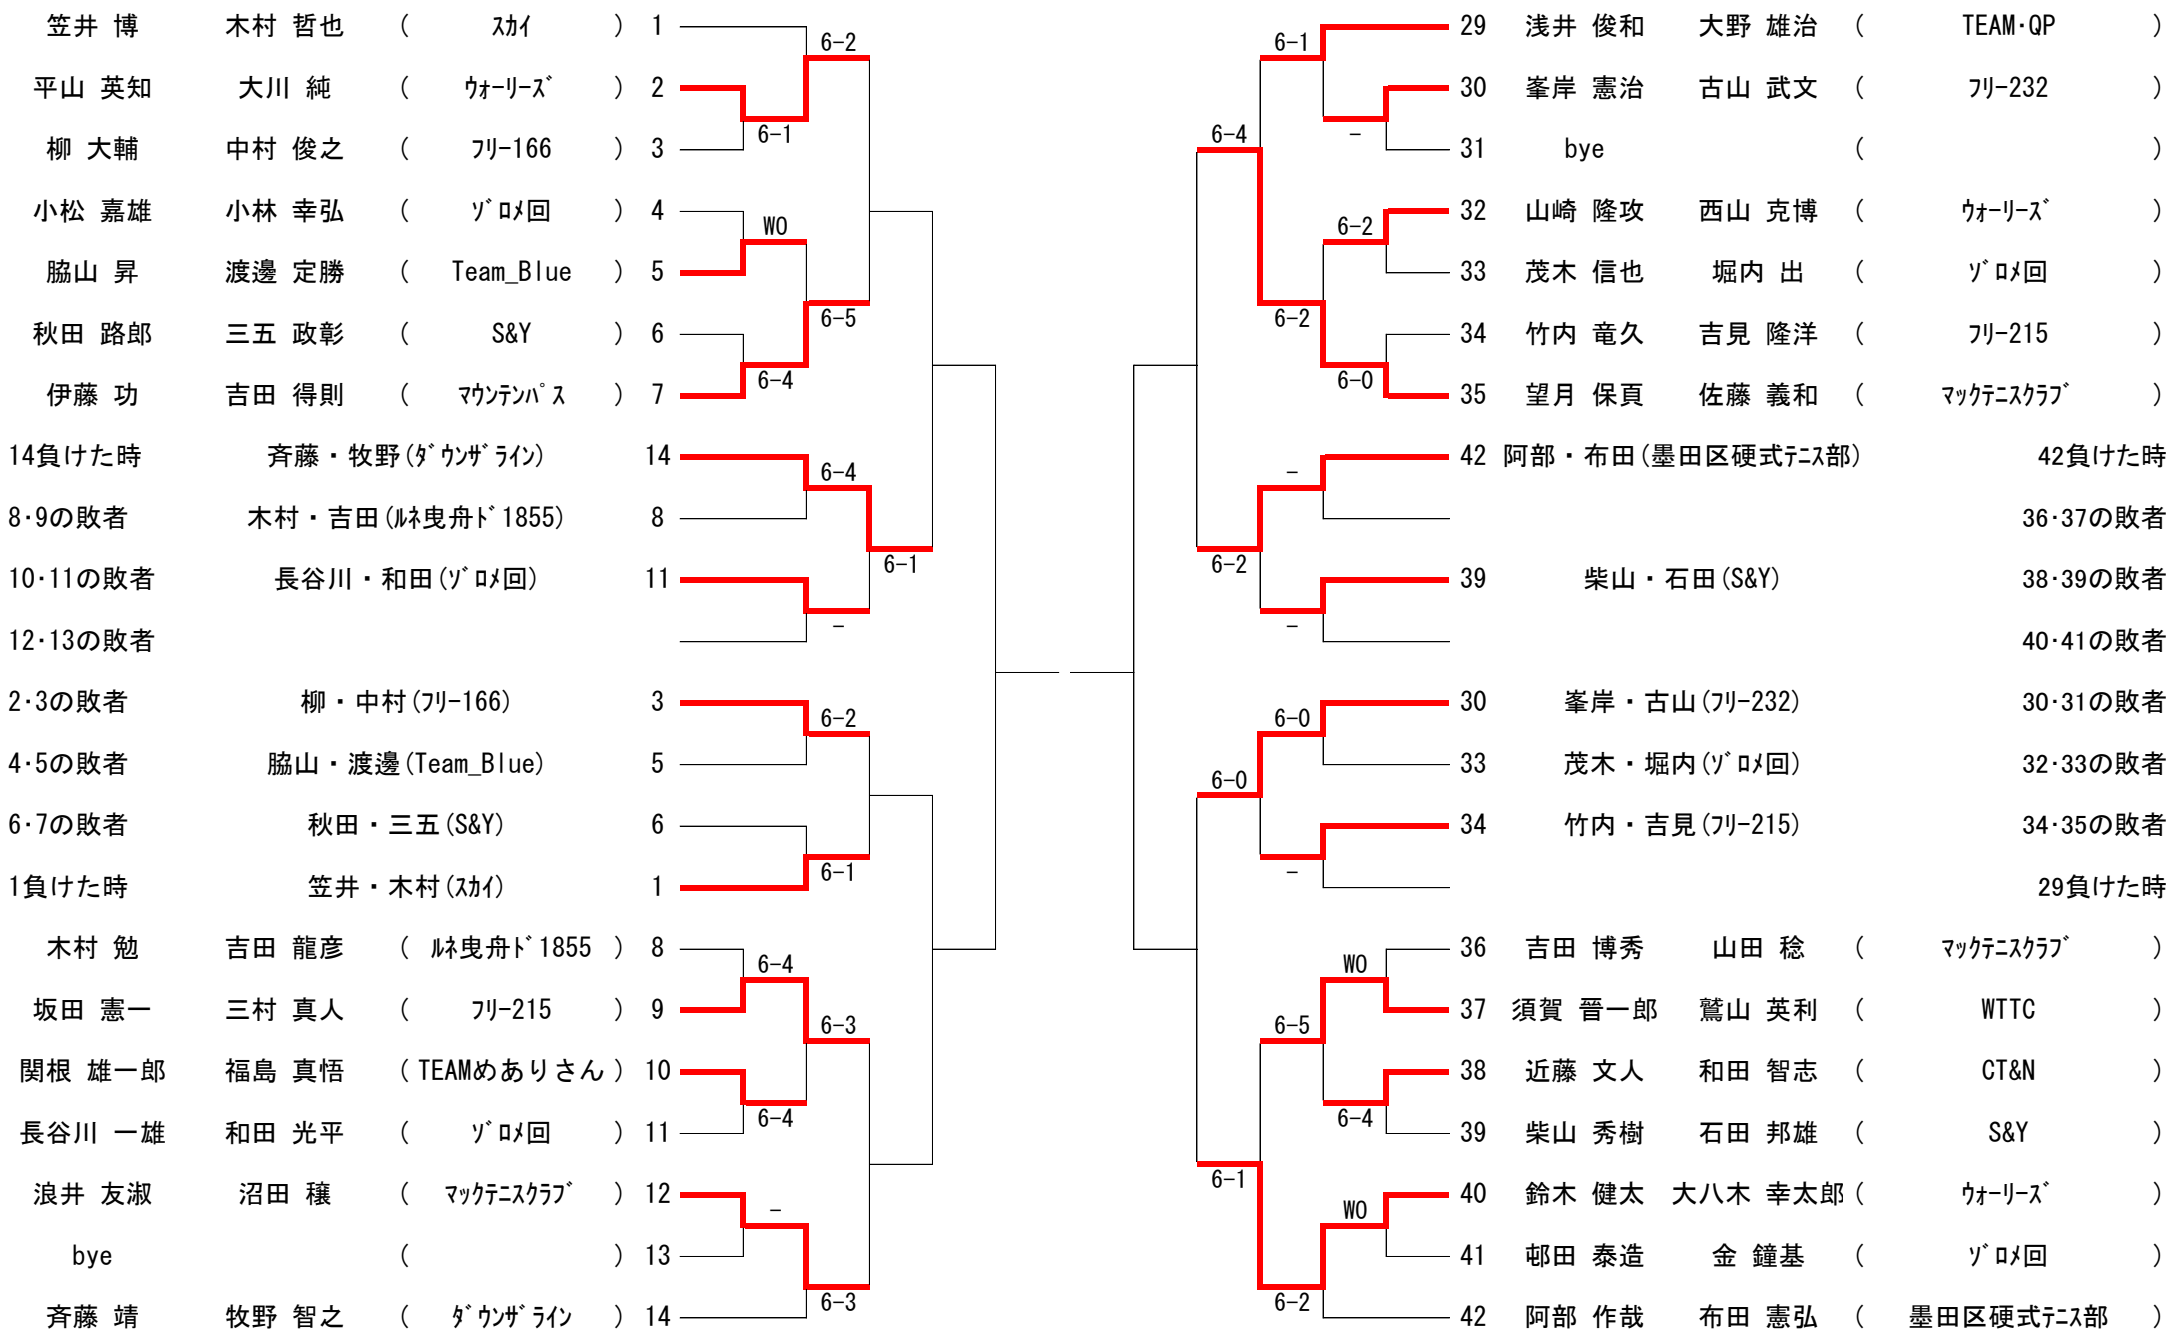 笠井 博 木村 哲也 ( ｽｶｲ ) 1
6-2
平山 英知 大川 純 ( ｳｫｰﾘｰｽﾞ ) 2
6-1
柳 大輔 中村 俊之 ( ﾌﾘｰ166 ) 3
小松 嘉雄 小林 幸弘 ( ｿﾞﾛﾒ回 ) 4
WO
脇山 昇 渡邊 定勝 ( Team_Blue ) 5
6-5
秋田 路郎 三五 政彰 ( S&Y ) 6
6-4
伊藤 功 吉田 得則 ( ﾏｳﾝﾃﾝﾊﾟｽ ) 7
14負けた時 斉藤・牧野(ﾀﾞｳﾝｻﾞﾗｲﾝ) 14
6-4
8･9の敗者 木村・吉田(ﾙﾈ曳舟ﾄﾞ1855) 8
6-1
10･11の敗者 長谷川・和田(ｿﾞﾛﾒ回) 11
-
12･13の敗者
2･3の敗者 柳・中村(ﾌﾘｰ166) 3
6-2
4･5の敗者 脇山・渡邊(Team_Blue) 5
6･7の敗者 秋田・三五(S&Y) 6
6-1
1負けた時 笠井・木村(ｽｶｲ) 1
木村 勉 吉田 龍彦 ( ﾙﾈ曳舟ﾄﾞ1855 ) 8
6-4
坂田 憲一 三村 真人 ( ﾌﾘｰ215 ) 9
6-3
関根 雄一郎 福島 真悟 ( TEAMめありさん ) 10
6-4
長谷川 一雄 和田 光平 ( ｿﾞﾛﾒ回 ) 11
浪井 友淑 沼田 穣 ( ﾏｯｸﾃﾆｽｸﾗﾌﾞ ) 12
-
bye ( ) 13
6-3
斉藤 靖 牧野 智之 ( ﾀﾞｳﾝｻﾞﾗｲﾝ ) 14
29 浅井 俊和 大野 雄治 ( TEAM･QP )
6-1
30 峯岸 憲治 古山 武文 ( ﾌﾘｰ232 )
6-4
-
31 bye ( )
32 山崎 隆攻 西山 克博 ( ｳｫｰﾘｰｽﾞ )
6-2
33 茂木 信也 堀内 出 ( ｿﾞﾛﾒ回 )
6-2
34 竹内 竜久 吉見 隆洋 ( ﾌﾘｰ215 )
6-0
35 望月 保貢 佐藤 義和 ( ﾏｯｸﾃﾆｽｸﾗﾌﾞ )
42 阿部・布田(墨田区硬式ﾃﾆｽ部) 42負けた時
-
36･37の敗者
6-2
39 柴山・石田(S&Y) 38･39の敗者
-
40･41の敗者
30 峯岸・古山(ﾌﾘｰ232) 30･31の敗者
6-0
33 茂木・堀内(ｿﾞﾛﾒ回) 32･33の敗者
6-0
34 竹内・吉見(ﾌﾘｰ215) 34･35の敗者
-
29負けた時
36 吉田 博秀 山田 稔 ( ﾏｯｸﾃﾆｽｸﾗﾌﾞ )
WO
37 須賀 晉一郎 鷲山 英利 ( WTTC )
6-5
38 近藤 文人 和田 智志 ( CT&N )
6-4
39 柴山 秀樹 石田 邦雄 ( S&Y )
6-1
40 鈴木 健太 大八木 幸太郎 ( ｳｫｰﾘｰｽﾞ )
WO
41 邨田 泰造 金 鐘基 ( ｿﾞﾛﾒ回 )
6-2
42 阿部 作哉 布田 憲弘 ( 墨田区硬式ﾃﾆｽ部 )